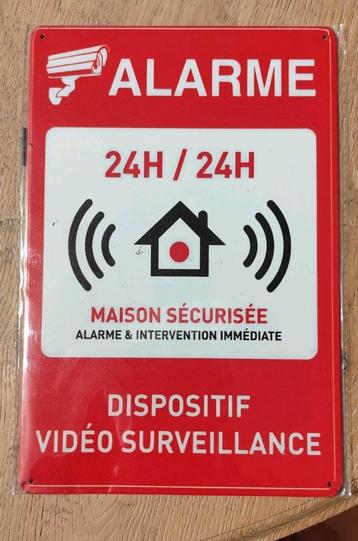 ALARME
24H / 24H
MAISON SÉCURISÉE
ALARME & INTERVENTION IMMÉDIATE
DISPOSITIF
VIDÉO SURVEILLANCE